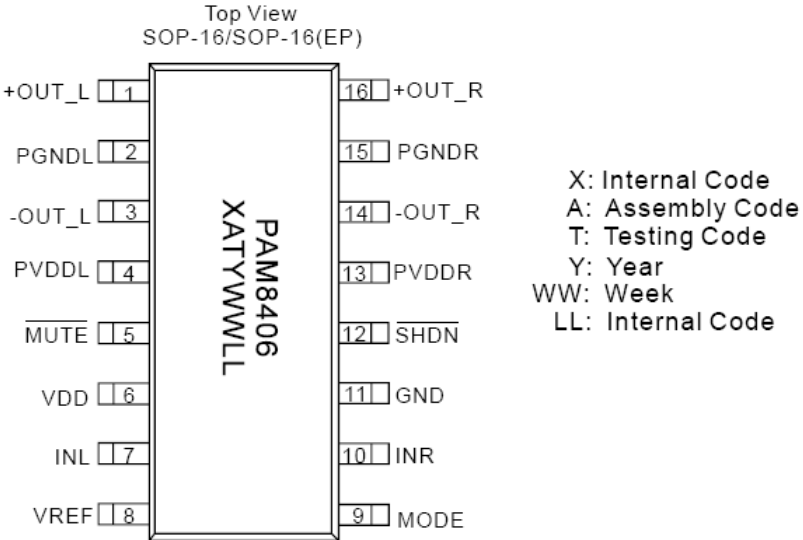 Top View
SOP-16/SOP-16(EP)
+OUT_L 1
16 +OUT_R
PGNDL 2
15 PGNDR
-OUT_L 3
14 -OUT_R
PVDDL 4
13 PVDDR
MUTE 5
12 SHDN
VDD 6
11 GND
INL 7
10 INR
VREF 8
9 MODE
PAM8406
XATYWWLL
X: Internal Code
A: Assembly Code
T: Testing Code
Y: Year
WW: Week
LL: Internal Code